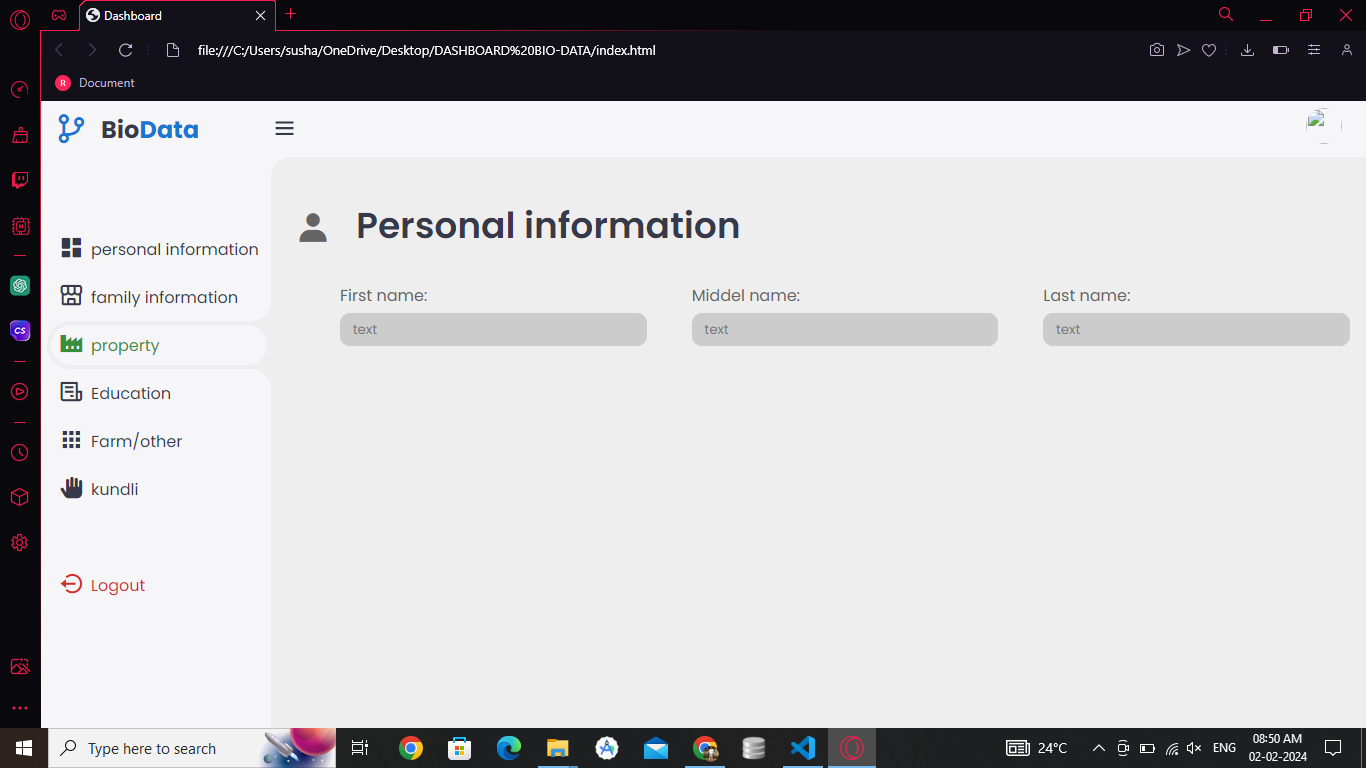 Dashboard
file:///C:/Users/susha/OneDrive/Desktop/DASHBOARD%20BIO-DATA/index.html
R Document
BioData
Personal information
personal information
family information
property
Education
Farm/other
kundli
Logout
First name: Middel name: Last name:
text text text
CS
Type here to search
24°C
ENG
08:50 AM
02-02-2024